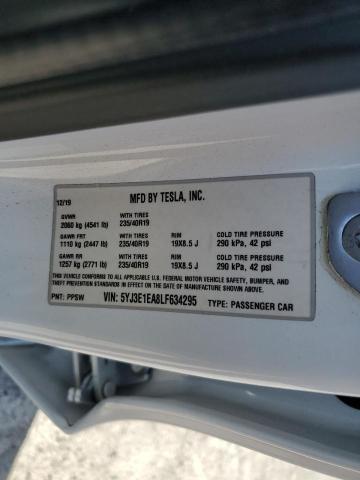 12/19 MFD BY TESLA, INC.
GVWR WITH TIRES
2060 kg (4541 lb) 235/40R19
GAWR FRT WITH TIRES RIM COLD TIRE PRESSURE
1110 kg (2447 lb) 235/40R19 19X8.5 J 290 kPa, 42 psi
GAWR RR WITH TIRES RIM COLD TIRE PRESSURE
1257 kg (2771 lb) 235/40R19 19X8.5 J 290 kPa, 42 psi
THIS VEHICLE CONFORMS TO ALL APPLICABLE FEDERAL MOTOR VEHICLE SAFETY, BUMPER, AND
THEFT PREVENTION STANDARDS IN EFFECT ON THE DATE OF MANUFACTURE SHOWN ABOVE.
PNT: PPSW VIN: 5YJ3E1EA8LF634295 TYPE: PASSENGER CAR